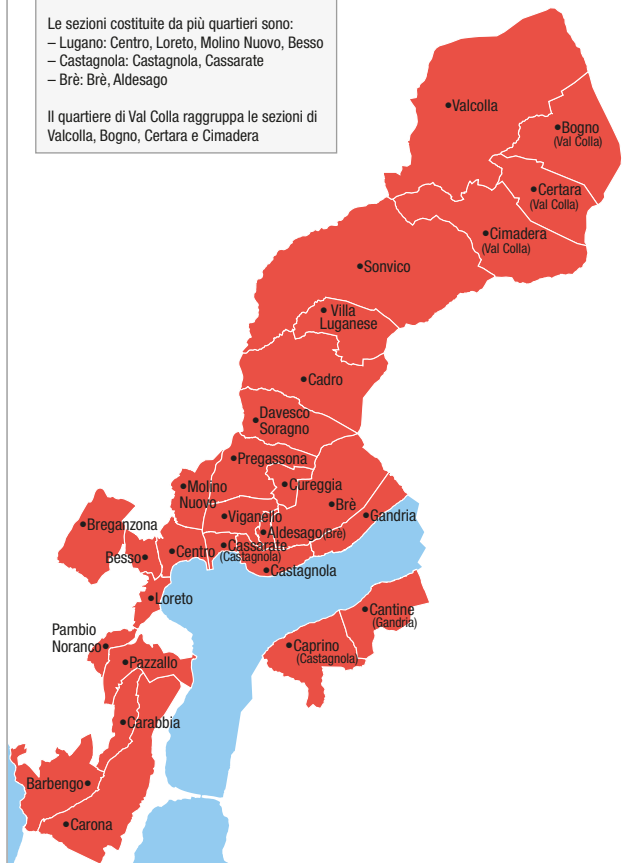 Le sezioni costituite da più quartieri sono:
– Lugano: Centro, Loreto, Molino Nuovo, Besso
– Castagnola: Castagnola, Cassarate
– Brè: Brè, Aldesago
Il quartiere di Val Colla raggruppa le sezioni di
Valcolla, Bogno, Certara e Cimadera
Valcolla
Bogno
(Val Colla)
Certara
(Val Colla)
Cimadera
(Val Colla)
Sonvico
Villa
Luganese
Cadro
Davesco
Soragno
Pregassona
Cureggia
Molino
Nuovo
Brè
Viganello
Gandria
Breganzona
Aldesago(Brè)
Cassarate
(Castagnola)
Centro
Besso
Castagnola
Loreto
Cantine
(Gandria)
Pambio
Noranco
Caprino
(Castagnola)
Pazzallo
Carabbia
Barbengo
Carona